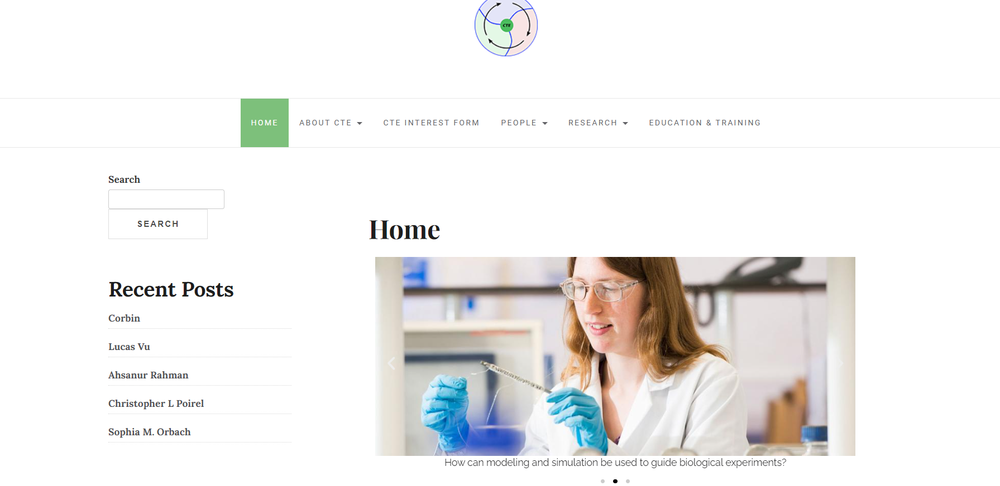 CTE
HOME
ABOUT CTE
CTE INTEREST FORM
PEOPLE
RESEARCH
EDUCATION & TRAINING
Search
SEARCH
Recent Posts
Corbin
Lucas Vu
Ahsanur Rahman
Christopher L Poirel
Sophia M. Orbach
Home
How can modeling and simulation be used to guide biological experiments?